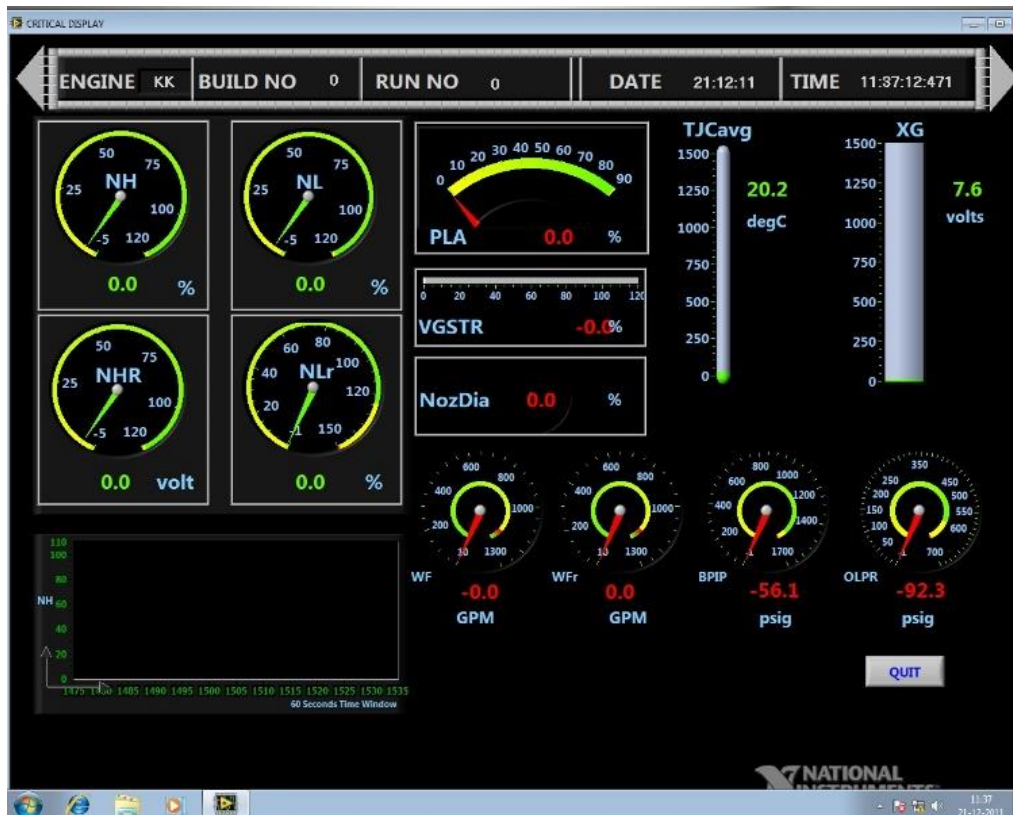 CRITICAL DISPLAY
ENGINE KK BUILD NO 0 RUN NO 0 DATE 21:12:11 TIME 11:37:12:471
NH
-5 25 50 75 100 120
0.0 %
NL
-5 25 50 75 100 120
0.0 %
0 10 20 30 40 50 60 70 80 90
PLA 0.0 %
0 20 40 60 80 100 120
VGSTR -0.0%
NozDia 0.0 %
TJCavg
1500
1250
1000
750
500
250
0
20.2
degC
XG
1500
1250
1000
750
500
250
0
7.6
volts
NHR
-5 25 50 75 100 120
0.0 volt
NLr
-1 20 40 60 80 100 120 150
0.0 %
200 400 600 800 1000 1300
WF
-0.0
GPM
200 400 600 800 1000 1300
WFr
0.0
GPM
-1 200 400 600 800 1000 1200 1400 1700
BPIP
-56.1
psig
-1 50 100 150 200 250 350 450 500 550 600 700
OLPR
-92.3
psig
110
100
80
NH 60
40
20
0
1475 1480 1485 1490 1495 1500 1505 1510 1515 1520 1525 1530 1535
60 Seconds Time Window
QUIT
NATIONAL
INSTRUMENTS
11:37
21-12-2011